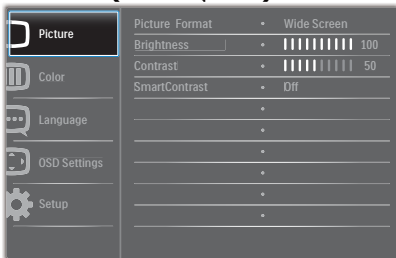 Picture
Color
Language
OSD Settings
Setup
Picture Format • Wide Screen
Brightness • 100
Contrast • 50
SmartContrast • Off